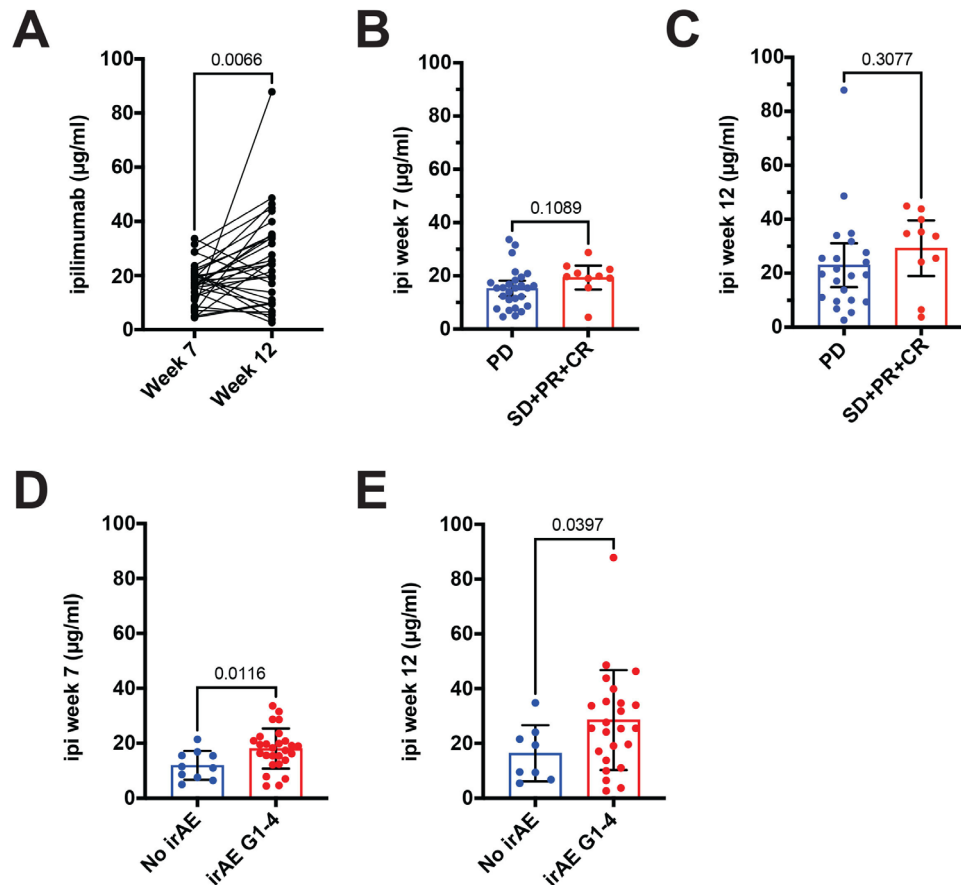 A
ipilimumab (µg/ml)
100
80
60
40
20
0
0.0066
Week 7
Week 12
B
ipi week 7 (µg/ml)
100
80
60
40
20
0
0.1089
PD
SD+PR+CR
C
ipi week 12 (µg/ml)
100
80
60
40
20
0
0.3077
PD
SD+PR+CR
D
ipi week 7 (µg/ml)
100
80
60
40
20
0
0.0116
No irAE
irAE G1-4
E
ipi week 12 (µg/ml)
100
80
60
40
20
0
0.0397
No irAE
irAE G1-4